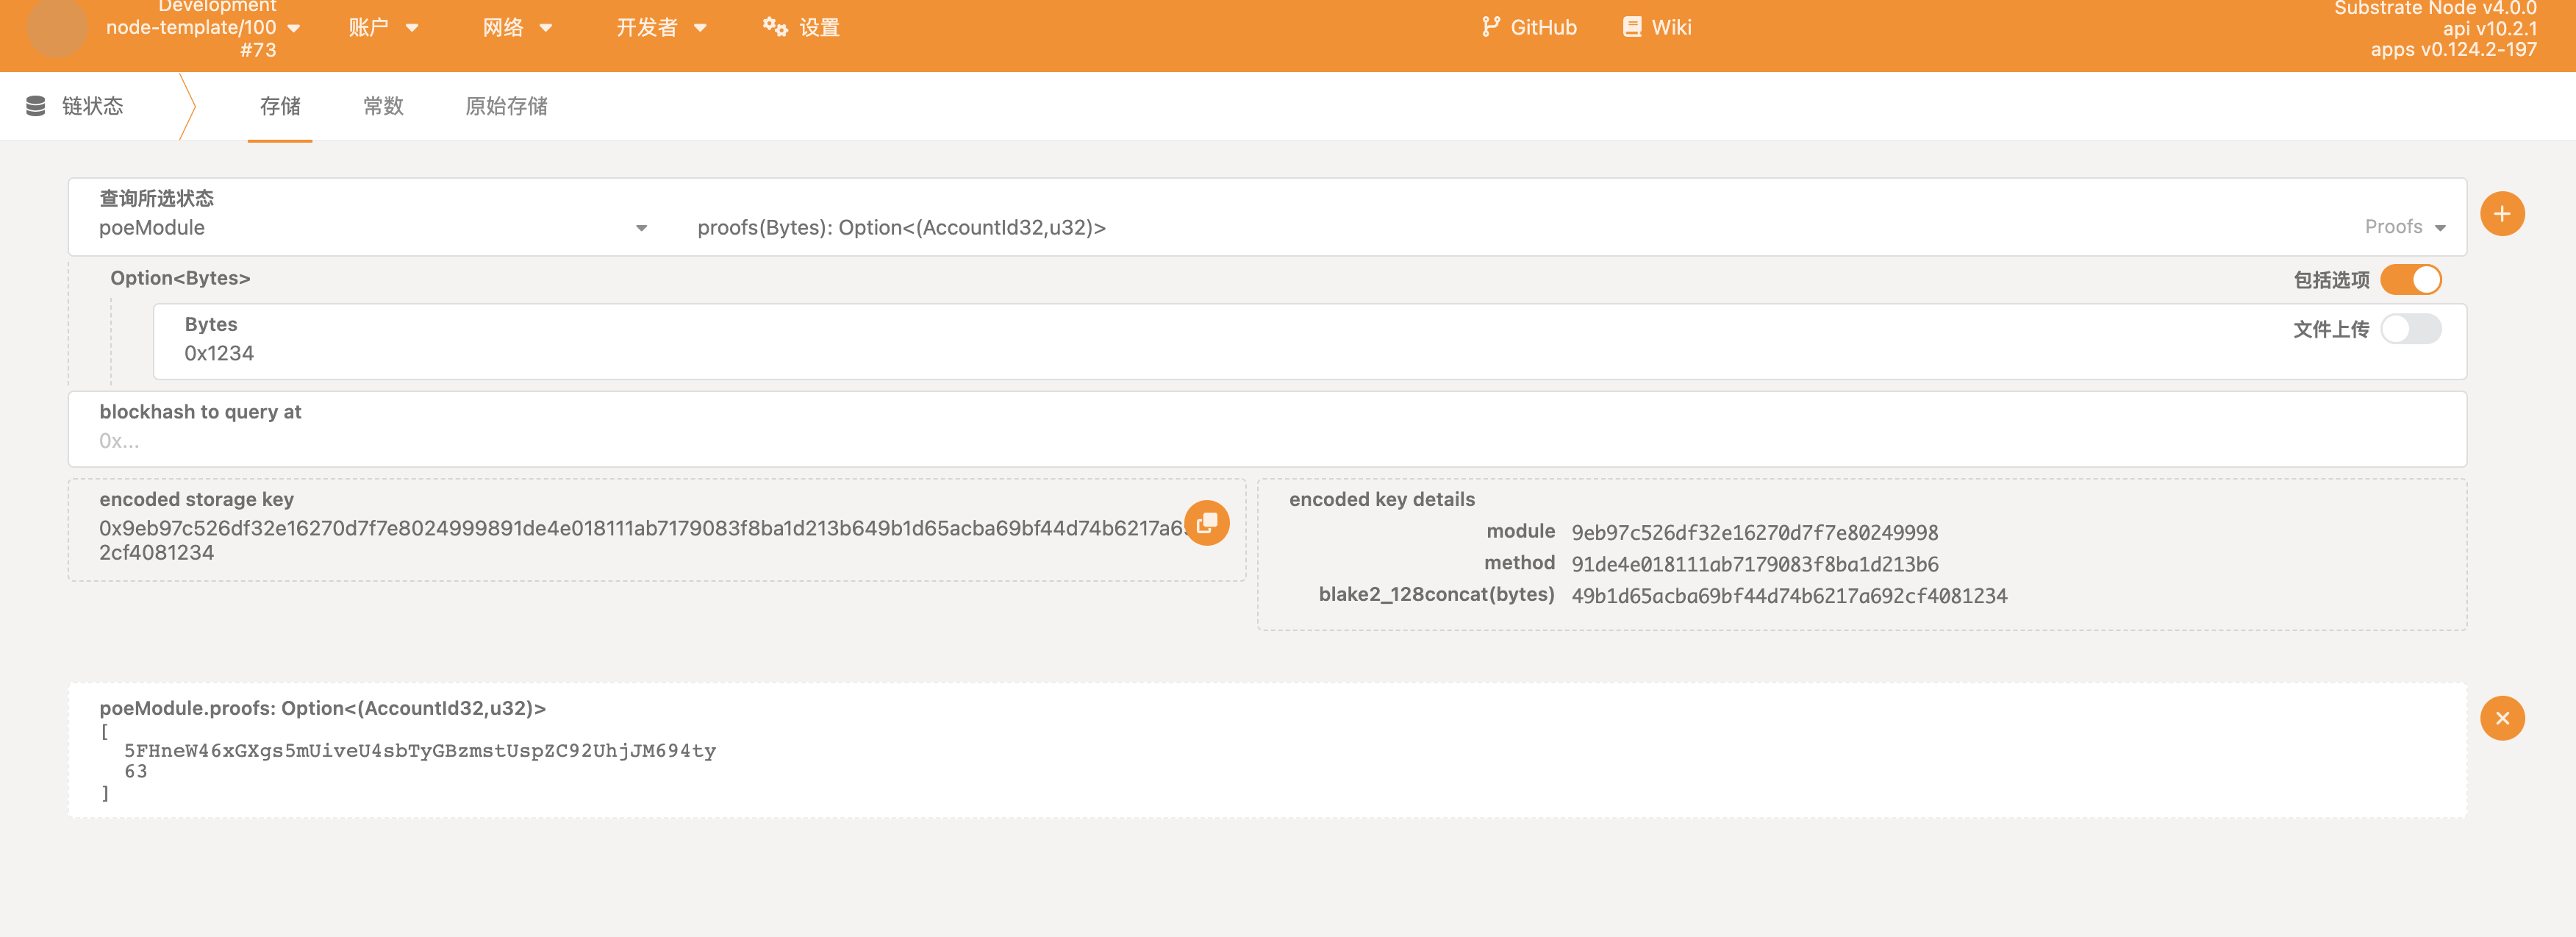 Development
node-template/100
#73
账户
网络
开发者
设置
GitHub
Wiki
Substrate Node v4.0.0
api v10.2.1
apps v0.124.2-197
链状态
存储
常数
原始存储
查询所选状态
poeModule
proofs(Bytes): Option<(AccountId32,u32)>
Proofs
Option<Bytes>
包括选项
Bytes
0x1234
文件上传
blockhash to query at
0x...
encoded storage key
0x9eb97c526df32e16270d7f7e8024999891de4e018111ab7179083f8ba1d213b649b1d65acba69bf44d74b6217a69
2cf4081234
encoded key details
module 9eb97c526df32e16270d7f7e80249998
method 91de4e018111ab7179083f8ba1d213b6
blake2_128concat(bytes) 49b1d65acba69bf44d74b6217a692cf4081234
poeModule.proofs: Option<(AccountId32,u32)>
[
5FHneW46xGXgs5mUiveU4sbTyGBzmstUspZC92UhjJM694ty
63
]